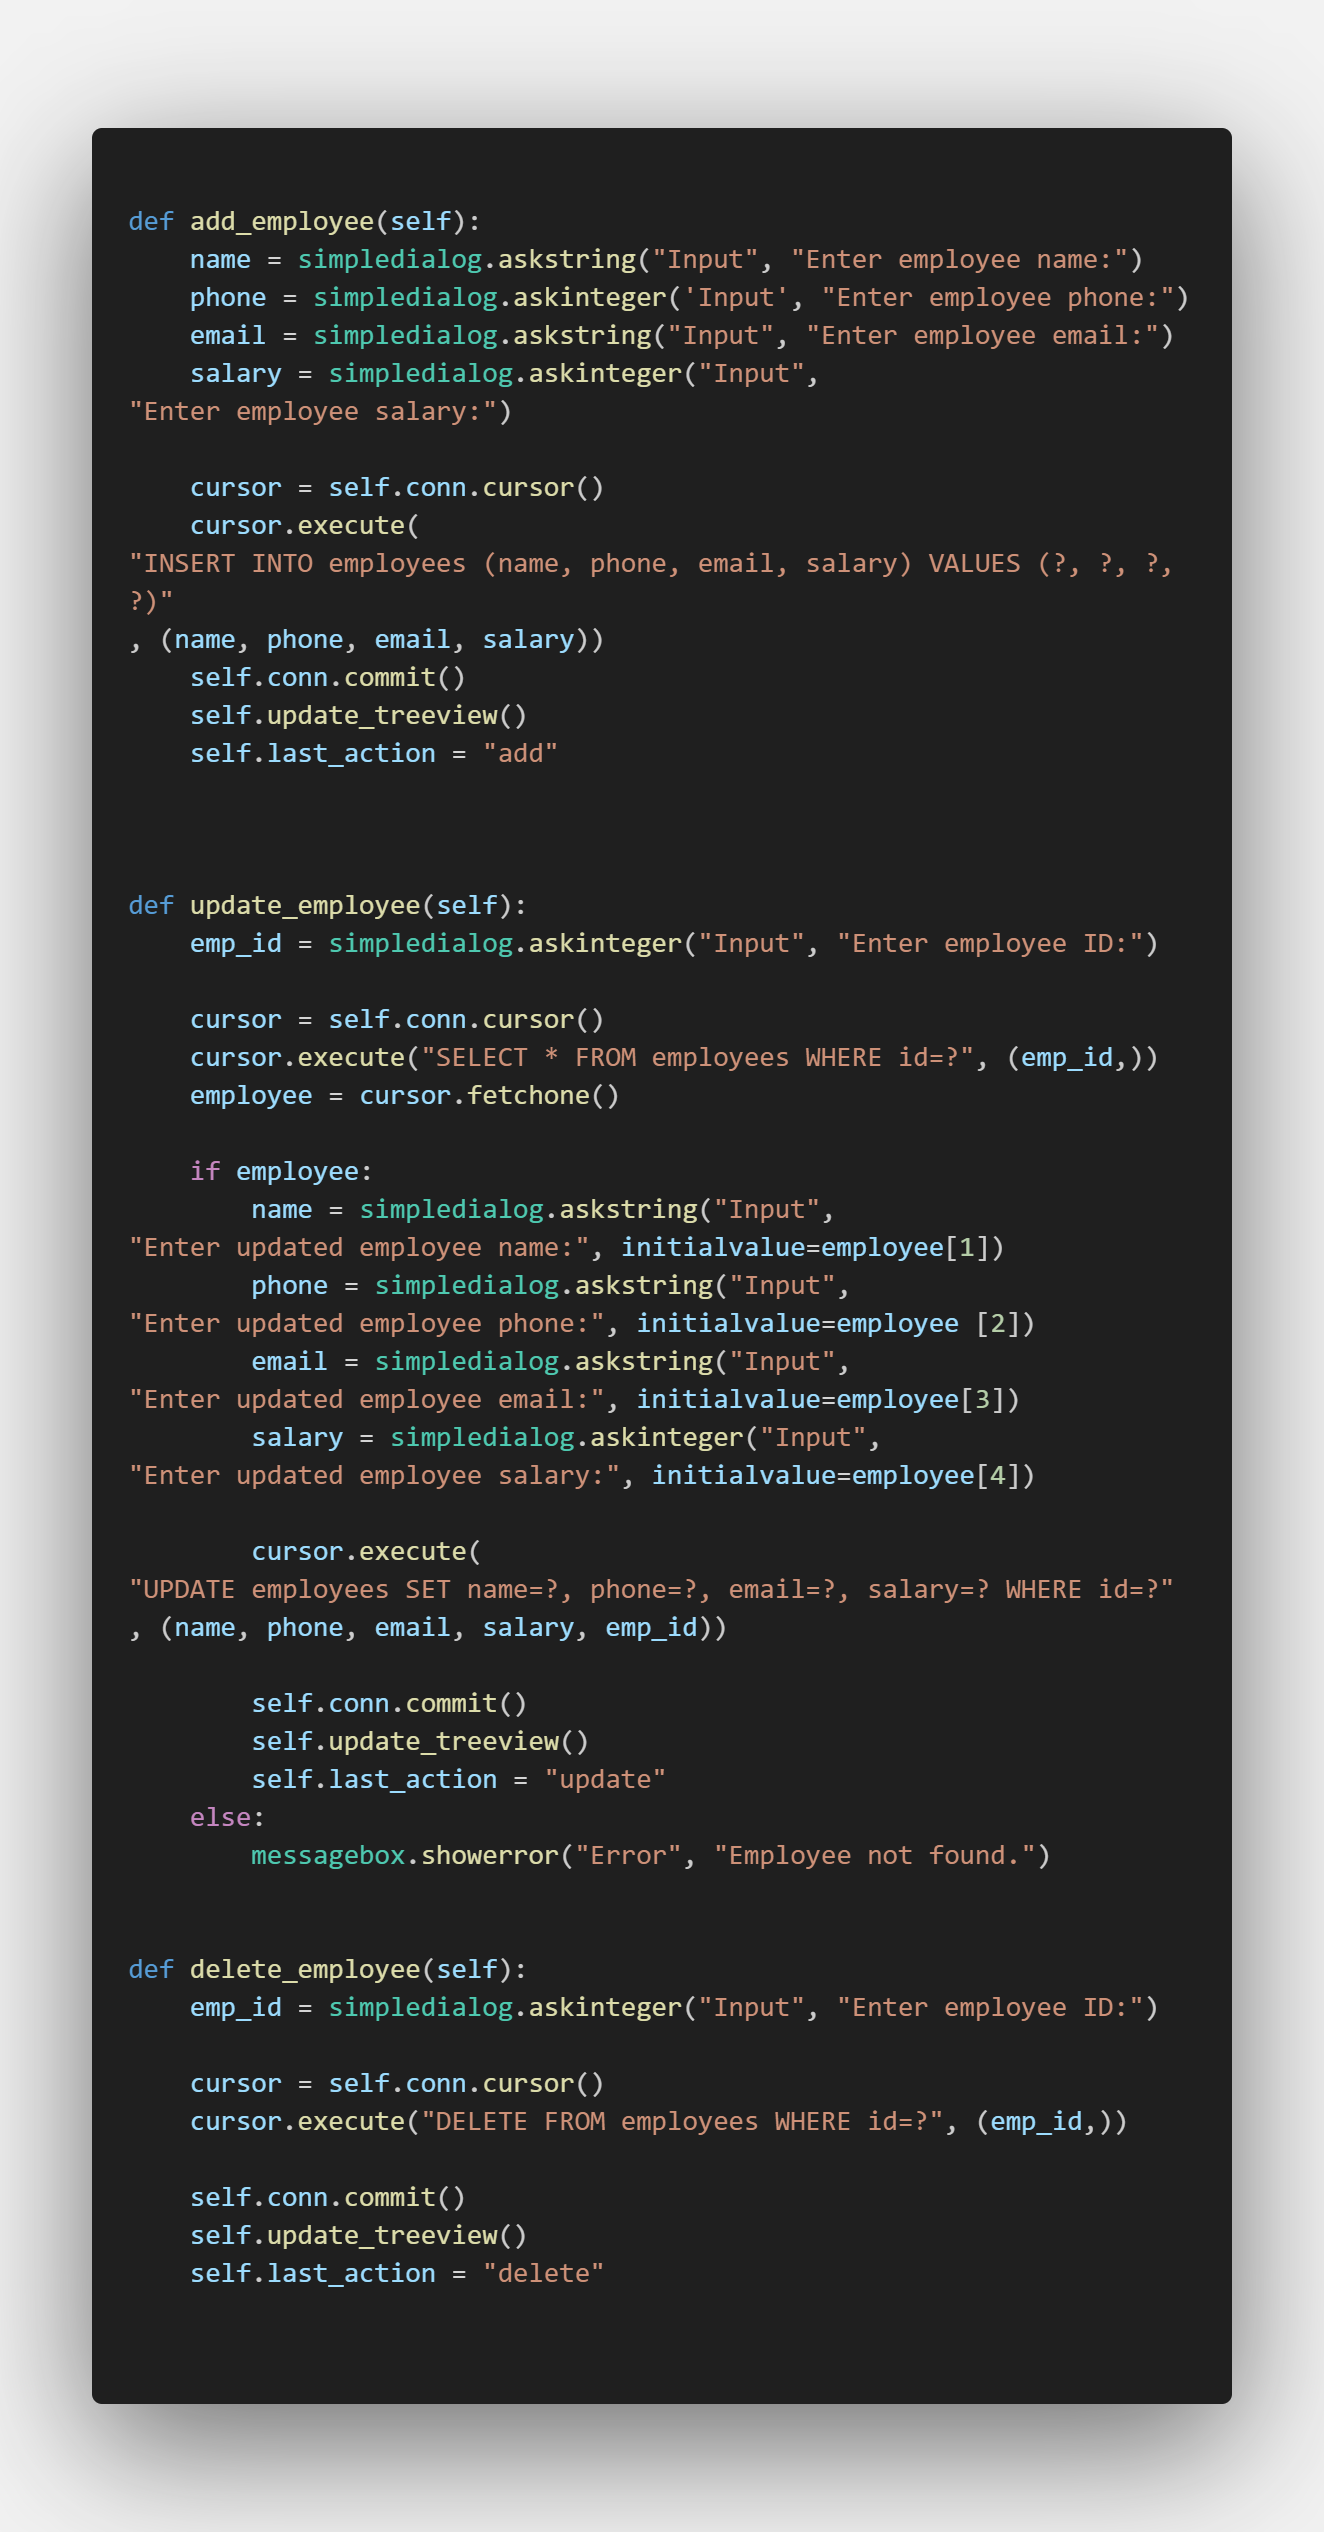 def add_employee(self):
    name = simpledialog.askstring("Input", "Enter employee name:")
    phone = simpledialog.askinteger('Input', "Enter employee phone:")
    email = simpledialog.askstring("Input", "Enter employee email:")
    salary = simpledialog.askinteger("Input",
"Enter employee salary:")

    cursor = self.conn.cursor()
    cursor.execute(
"INSERT INTO employees (name, phone, email, salary) VALUES (?, ?, ?,
?)"
, (name, phone, email, salary))
    self.conn.commit()
    self.update_treeview()
    self.last_action = "add"

def update_employee(self):
    emp_id = simpledialog.askinteger("Input", "Enter employee ID:")

    cursor = self.conn.cursor()
    cursor.execute("SELECT * FROM employees WHERE id=?", (emp_id,))
    employee = cursor.fetchone()

    if employee:
        name = simpledialog.askstring("Input",
"Enter updated employee name:", initialvalue=employee[1])
        phone = simpledialog.askstring("Input",
"Enter updated employee phone:", initialvalue=employee [2])
        email = simpledialog.askstring("Input",
"Enter updated employee email:", initialvalue=employee[3])
        salary = simpledialog.askinteger("Input",
"Enter updated employee salary:", initialvalue=employee[4])

        cursor.execute(
"UPDATE employees SET name=?, phone=?, email=?, salary=? WHERE id=?"
, (name, phone, email, salary, emp_id))

        self.conn.commit()
        self.update_treeview()
        self.last_action = "update"
    else:
        messagebox.showerror("Error", "Employee not found.")

def delete_employee(self):
    emp_id = simpledialog.askinteger("Input", "Enter employee ID:")

    cursor = self.conn.cursor()
    cursor.execute("DELETE FROM employees WHERE id=?", (emp_id,))

    self.conn.commit()
    self.update_treeview()
    self.last_action = "delete"